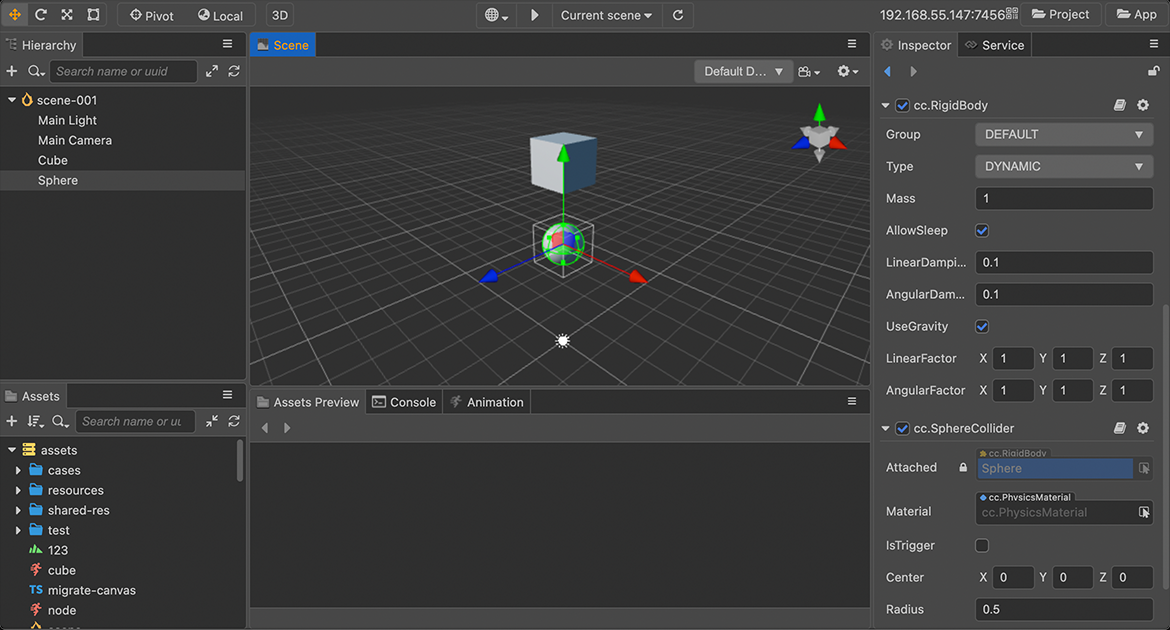 Pivot Local 3D Current scene 192.168.55.147:7456 Project App
Hierarchy
Search name or uuid
scene-001
Main Light
Main Camera
Cube
Sphere
Assets
Search name or uu
assets
cases
resources
shared-res
test
123
cube
TS migrate-canvas
node
Scene
Default D...
Assets Preview Console Animation
Inspector Service
cc.RigidBody
Group DEFAULT
Type DYNAMIC
Mass 1
AllowSleep
LinearDampi... 0.1
AngularDam... 0.1
UseGravity
LinearFactor X 1 Y 1 Z 1
AngularFactor X 1 Y 1 Z 1
cc.SphereCollider
cc.RigidBody
Attached Sphere
cc.PhysicsMaterial
Material cc.PhysicsMaterial
IsTrigger
Center X 0 Y 0 Z 0
Radius 0.5